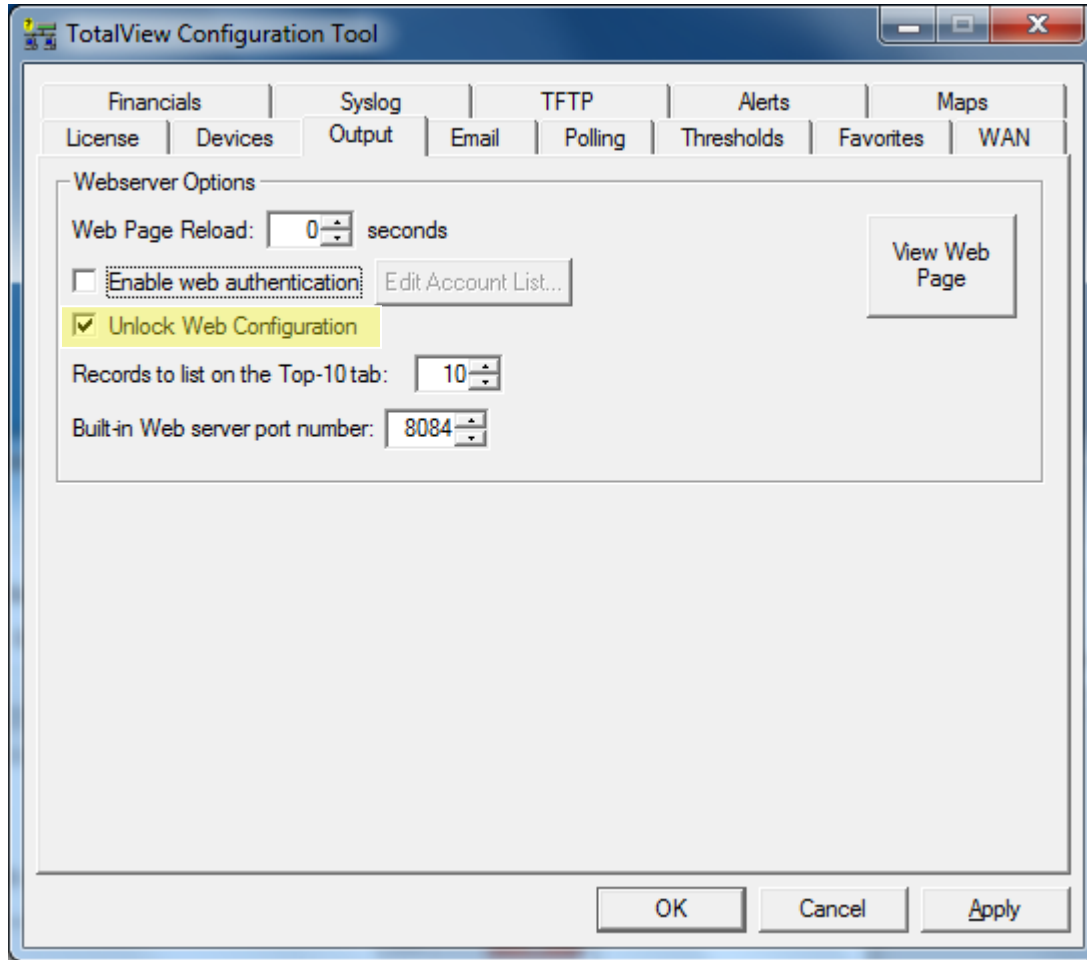 TotalView Configuration Tool
Financials Syslog TFTP Alerts Maps
License Devices Output Email Polling Thresholds Favorites WAN
Webserver Options
Web Page Reload: 0 seconds
View Web
Page
Enable web authentication Edit Account List...
Unlock Web Configuration
Records to list on the Top-10 tab: 10
Built-in Web server port number: 8084
OK Cancel Apply